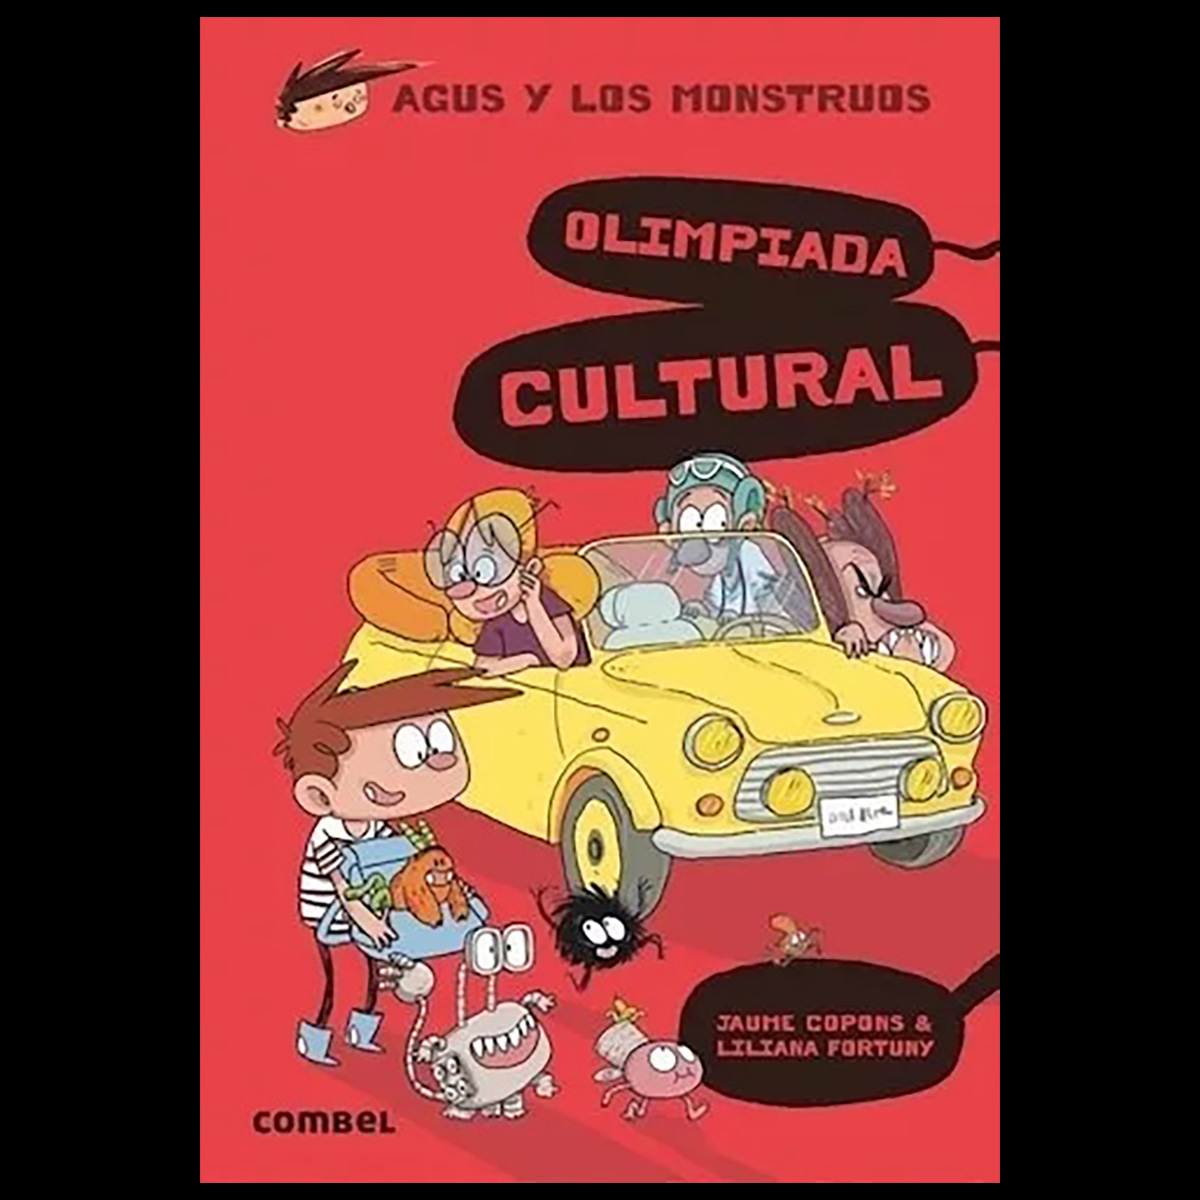 AGUS Y LOS MONSTRUOS
OLIMPIADA
CULTURAL
JAUME COPONS &
LILIANA FORTUNY
COMBEL